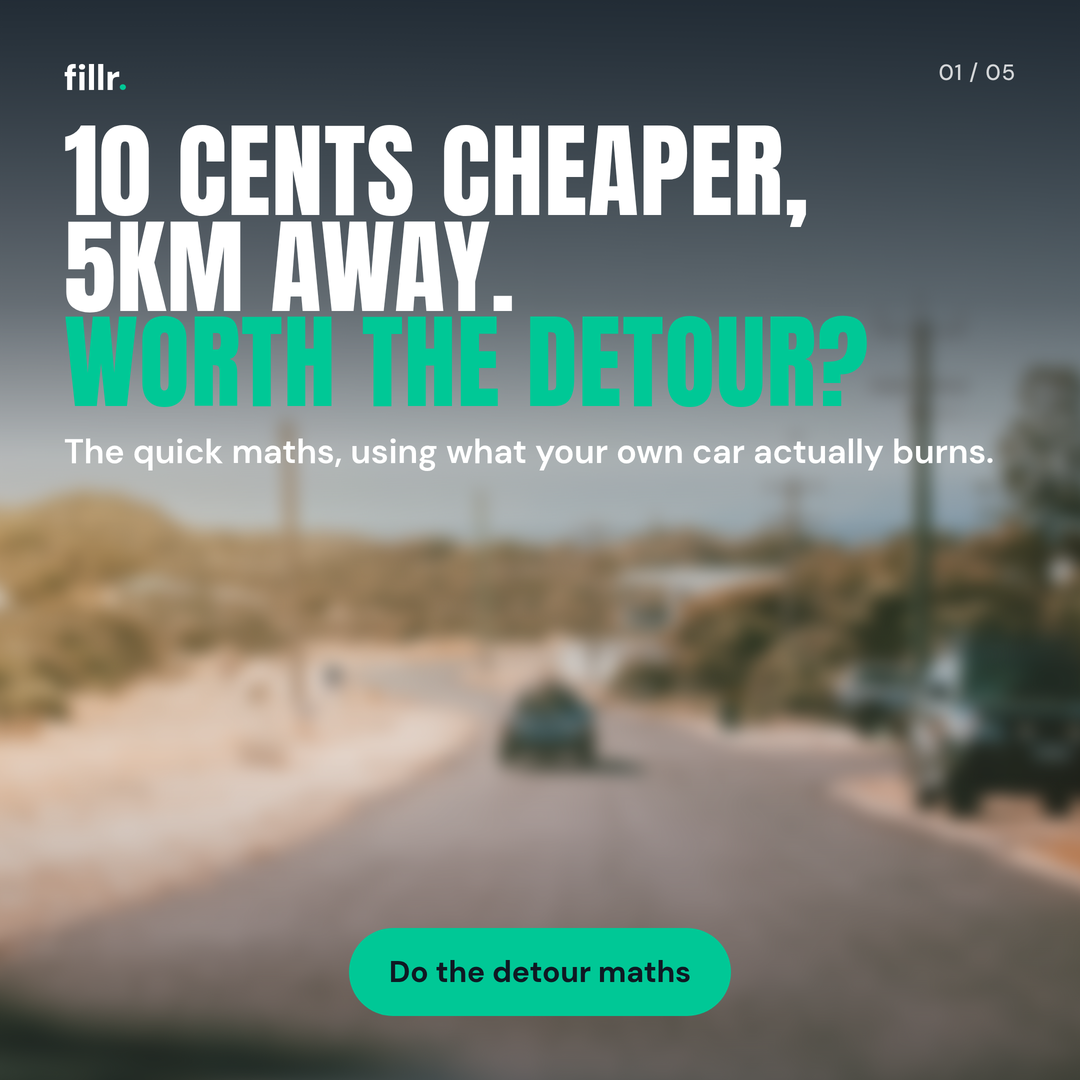 fillr.
01 / 05
10 CENTS CHEAPER,
5KM AWAY.
WORTH THE DETOUR?
The quick maths, using what your own car actually burns.
Do the detour maths